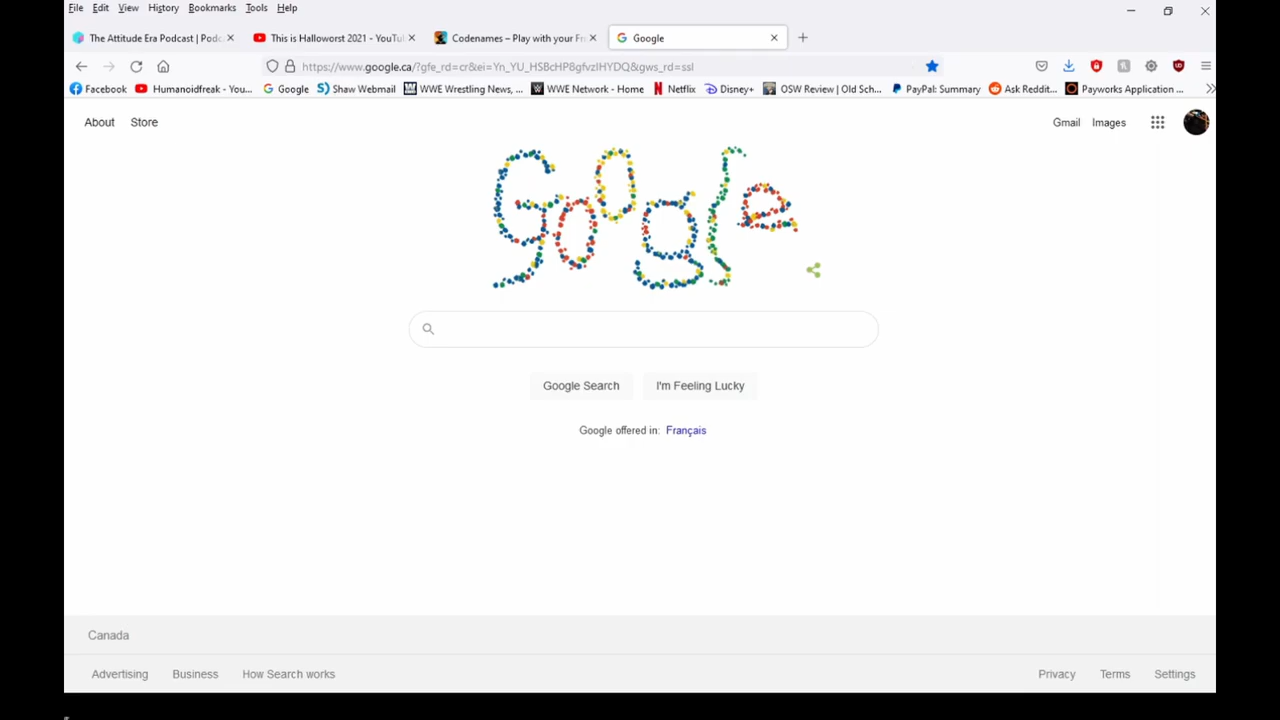 File Edit View History Bookmarks Tools Help
The Attitude Era Podcast | Podc
This is Halloworst 2021 - YouTu
Codenames – Play with your Fr
Google
https://www.google.ca/?gfe_rd=cr&ei=Yn_YU_HSBcHP8gfvzIHYDQ&gws_rd=ssl
Facebook Humanoidfreak - You... Google Shaw Webmail WWE Wrestling News, ... WWE Network - Home Netflix Disney+ OSW Review | Old Sch... PayPal: Summary Ask Reddit... Payworks Application ...
About Store Gmail Images
Google
Google Search I'm Feeling Lucky
Google offered in: Français
Canada
Advertising Business How Search works Privacy Terms Settings